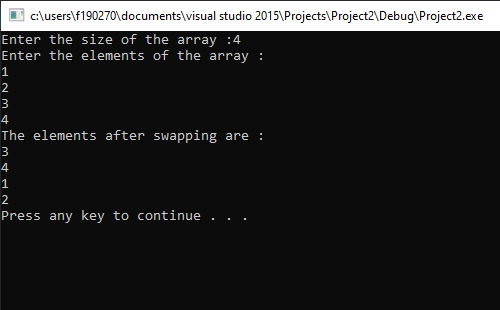 c:\users\f190270\documents\visual studio 2015\Projects\Project2\Debug\Project2.exe
Enter the size of the array :4
Enter the elements of the array :
1
2
3
4
The elements after swapping are :
3
4
1
2
Press any key to continue . . .